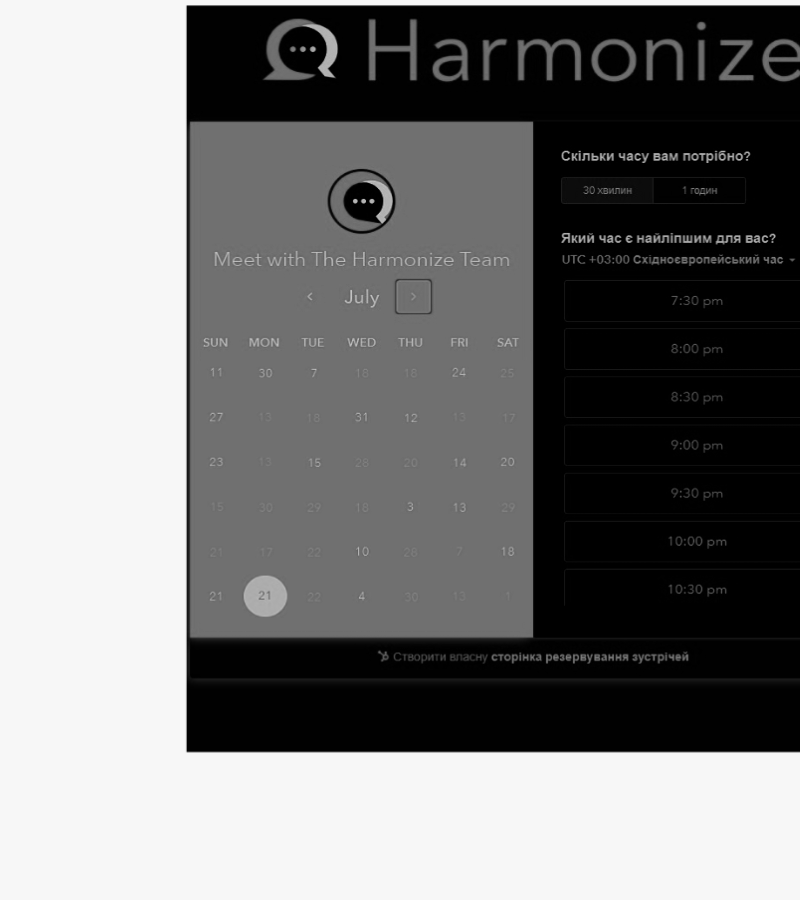 Harmonize
Meet with The Harmonize Team
July
SUN MON TUE WED THU FRI SAT
11 30 7 18 18 24 25
27 13 18 31 12 13 17
23 13 15 28 20 14 20
15 30 29 18 3 13 29
21 17 22 10 28 7 18
21 21 22 4 30 13 1
Скільки часу вам потрібно?
30 хвилин 1 годин
Який час є найліпшим для вас?
UTC +03:00 Східноєвропейський час
7:30 pm
8:00 pm
8:30 pm
9:00 pm
9:30 pm
10:00 pm
10:30 pm
Створити власну сторінка резервування зустрічей